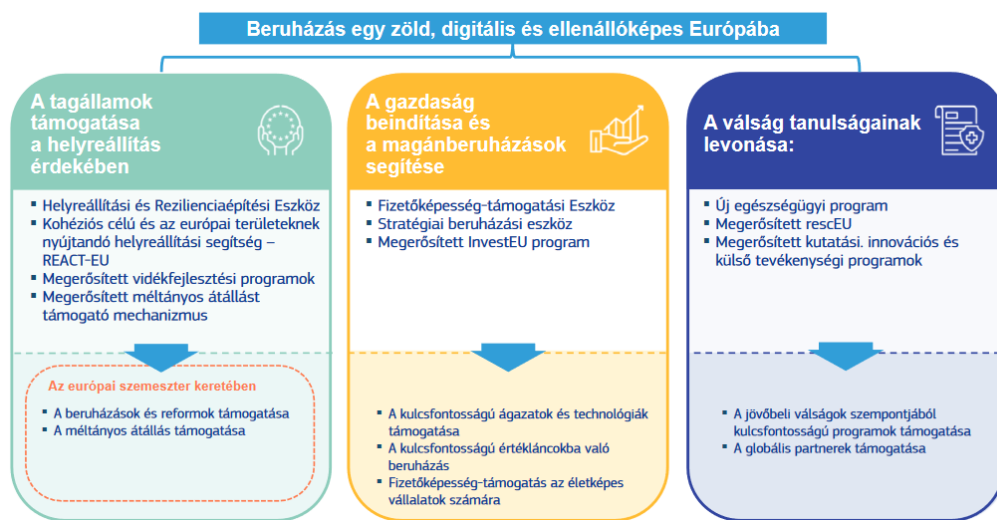 Beruházás egy zöld, digitális és ellenállóképes Európába
A tagállamok
támogatása
a helyreállítás
érdekében
▪ Helyreállítási és Rezilienciaépítési Eszköz
▪ Kohéziós célú és az európai területeknek
nyújtandó helyreállítási segítség –
REACT-EU
▪ Megerősített vidékfejlesztési programok
▪ Megerősített méltányos átállást
támogató mechanizmus
Az európai szemeszter keretében
▪ A beruházások és reformok támogatása
▪ A méltányos átállás támogatása
A gazdaság
beindítása és
a magánberuházások
segítése
▪ Fizetőképesség-támogatási Eszköz
▪ Stratégiai beruházási eszköz
▪ Megerősített InvestEU program
▪ A kulcsfontosságú ágazatok és technológiák
támogatása
▪ A kulcsfontosságú értékláncokba való
beruházás
▪ Fizetőképesség-támogatás az életképes
vállalatok számára
A válság tanulságainak
levonása:
▪ Új egészségügyi program
▪ Megerősített rescEU
▪ Megerősített kutatási. innovációs és
külső tevékenységi programok
▪ A jövőbeli válságok szempontjából
kulcsfontosságú programok támogatása
▪ A globális partnerek támogatása